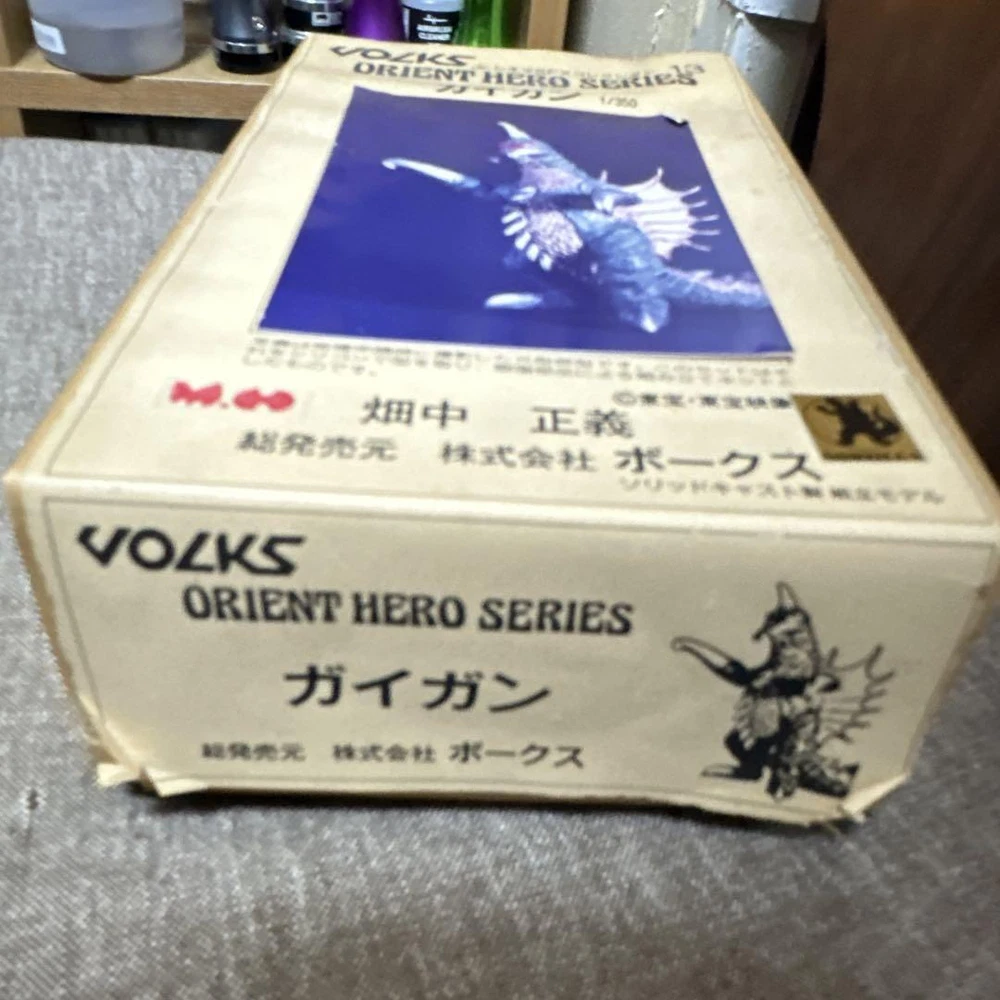 AIRBRUSH
CLEANER
VOLKS
ORIENT HERO SERIES
ガイガン 1/350
©東宝・東宝映像
畑中 正義
総発売元 株式会社 ボークス
ソリッドキャスト製組立モデル
VOLKS
ORIENT HERO SERIES
ガイガン
総発売元 株式会社 ボークス